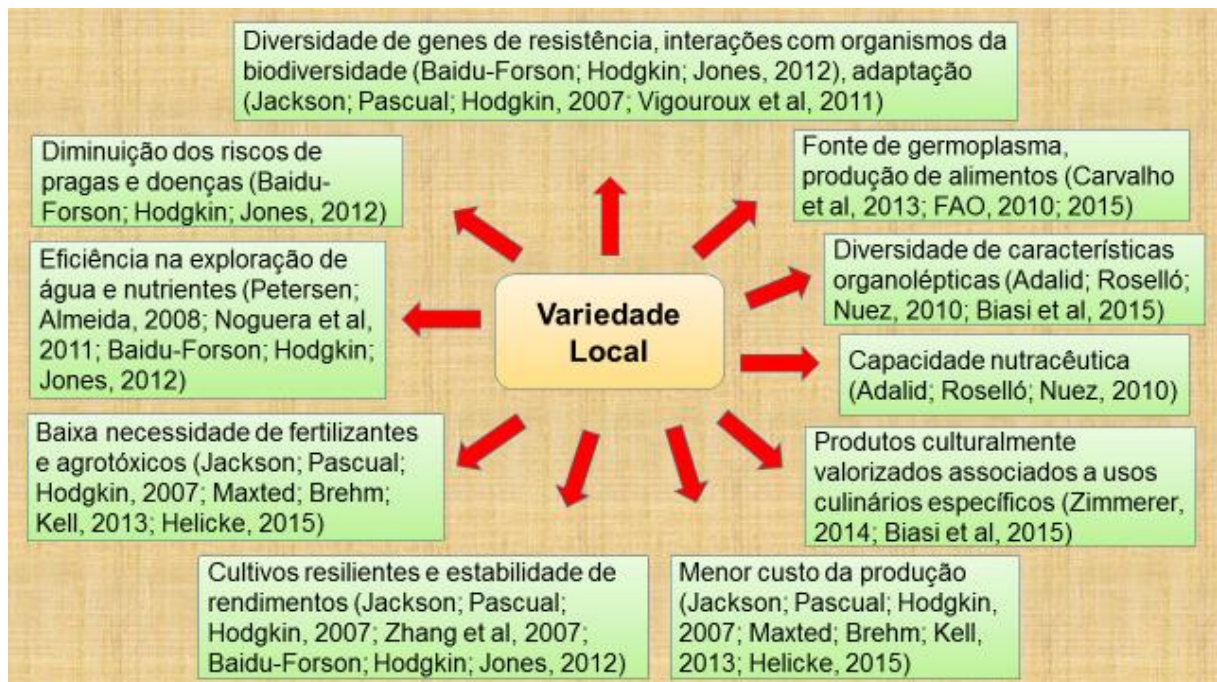 Diversidade de genes de resistência, interações com organismos da
biodiversidade (Baidu-Forson; Hodgkin; Jones, 2012), adaptação
(Jackson; Pascual; Hodgkin, 2007; Vigouroux et al, 2011)
Diminuição dos riscos de
pragas e doenças (Baidu-
Forson; Hodgkin; Jones, 2012)
Fonte de germoplasma,
produção de alimentos (Carvalho
et al, 2013; FAO, 2010; 2015)
Eficiência na exploração de
água e nutrientes (Petersen;
Almeida, 2008; Noguera et al,
2011; Baidu-Forson; Hodgkin;
Jones, 2012)
Diversidade de características
organolépticas (Adalid; Roselló;
Nuez, 2010; Biasi et al, 2015)
Variedade
Local
Capacidade nutracêutica
(Adalid; Roselló; Nuez, 2010)
Baixa necessidade de fertilizantes
e agrotóxicos (Jackson; Pascual;
Hodgkin, 2007; Maxted; Brehm;
Kell, 2013; Helicke, 2015)
Produtos culturalmente
valorizados associados a usos
culinários específicos (Zimmerer,
2014; Biasi et al, 2015)
Cultivos resilientes e estabilidade de
rendimentos (Jackson; Pascual;
Hodgkin, 2007; Zhang et al, 2007;
Baidu-Forson; Hodgkin; Jones, 2012)
Menor custo da produção
(Jackson; Pascual; Hodgkin,
2007; Maxted; Brehm; Kell,
2013; Helicke, 2015)